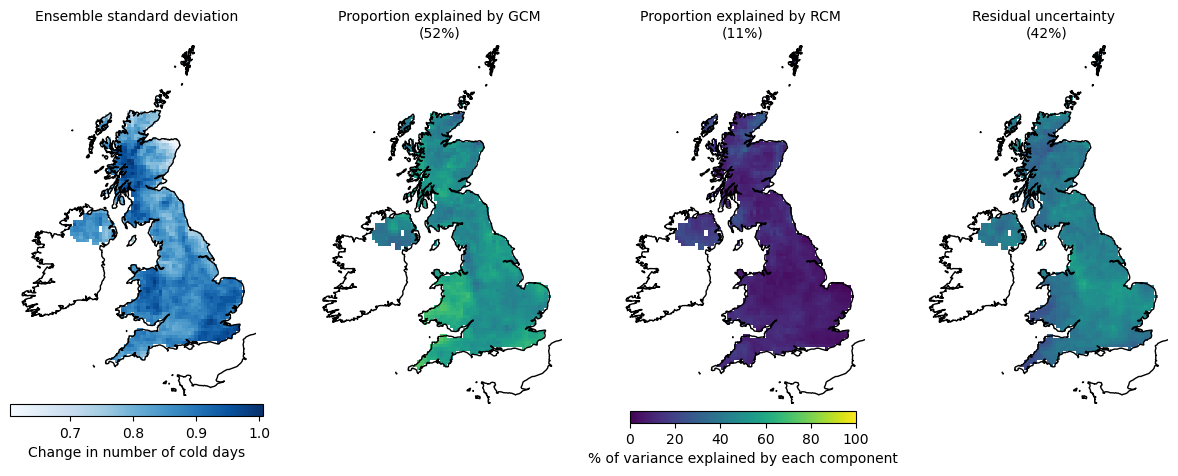 Ensemble standard deviation
Proportion explained by GCM
(52%)
Proportion explained by RCM
(11%)
Residual uncertainty
(42%)
0.7 0.8 0.9 1.0
Change in number of cold days
0 20 40 60 80 100
% of variance explained by each component